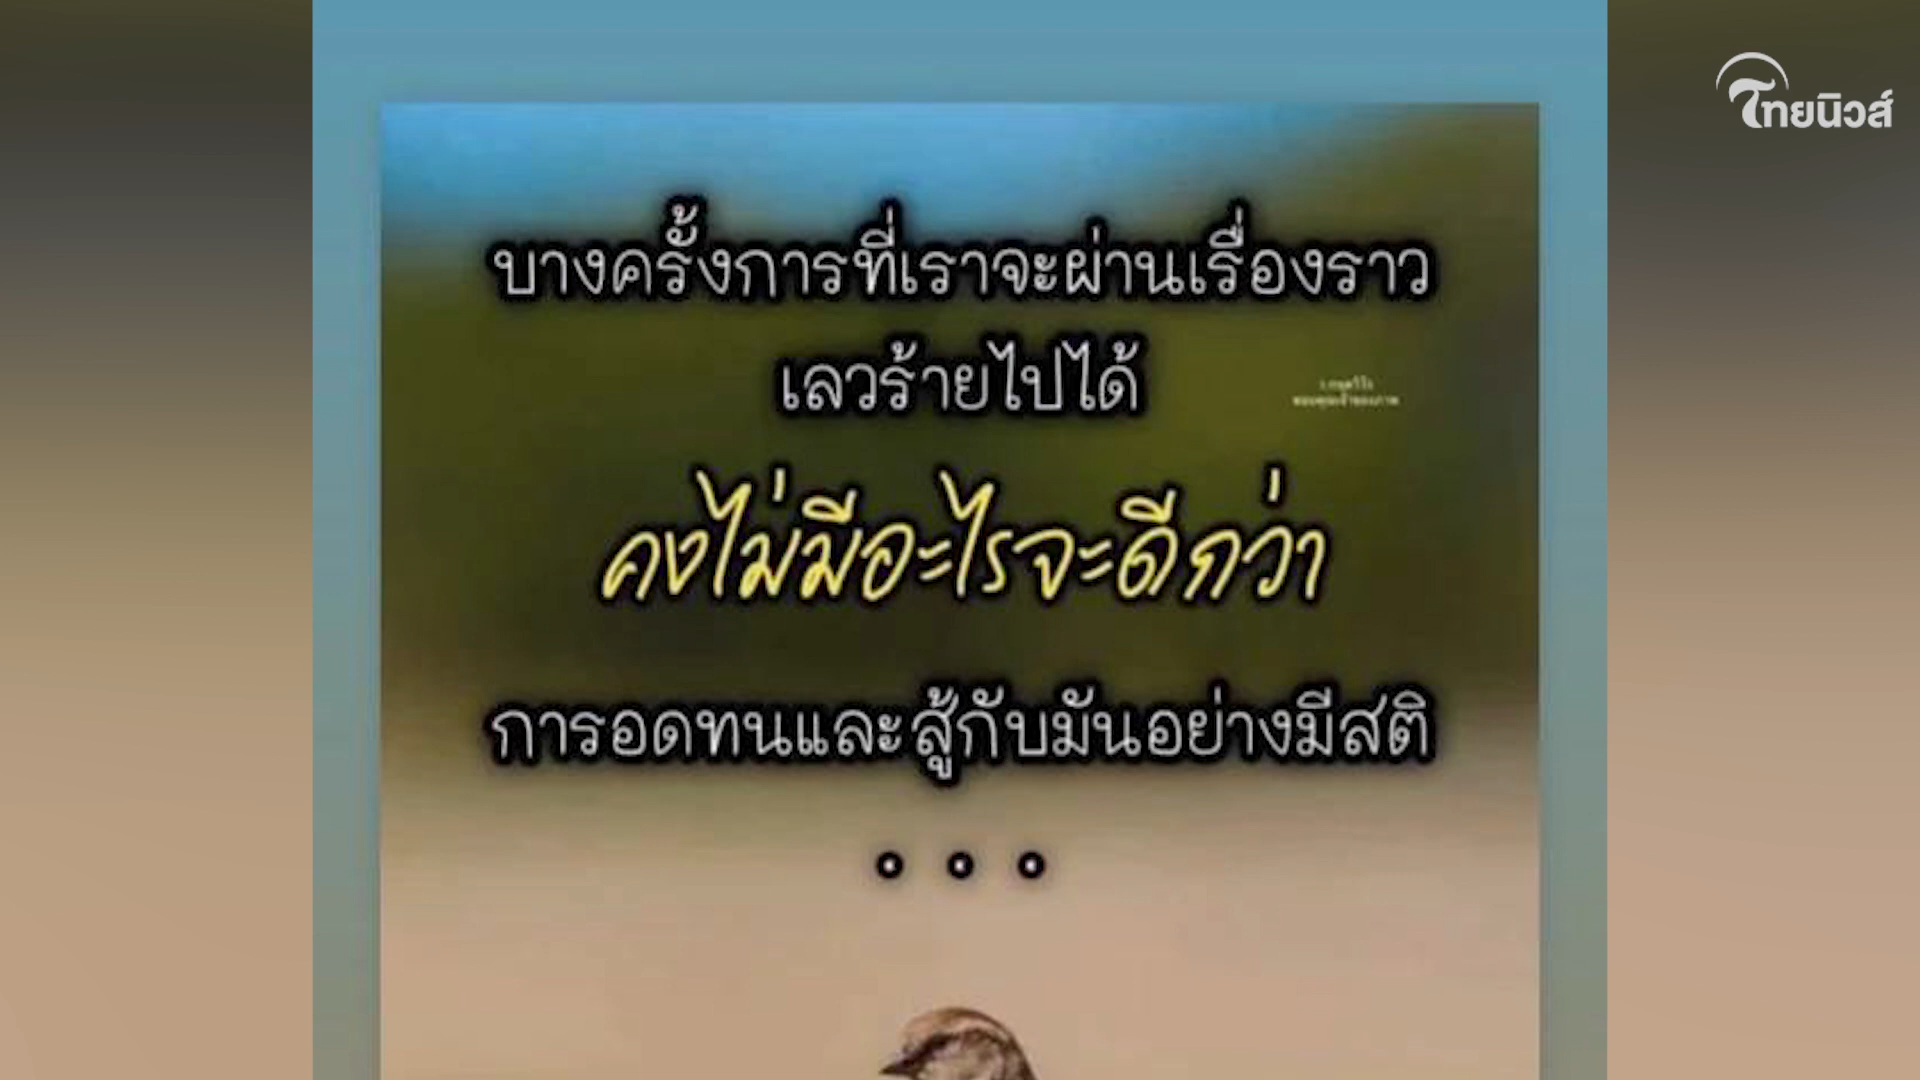 ไทยนิวส์
บางครั้งการที่เราจะผ่านเรื่องราว
เลวร้ายไปได้
คงไม่มีอะไรจะดีกว่า
การอดทนและสู้กับมันอย่างมีสติ
• • •